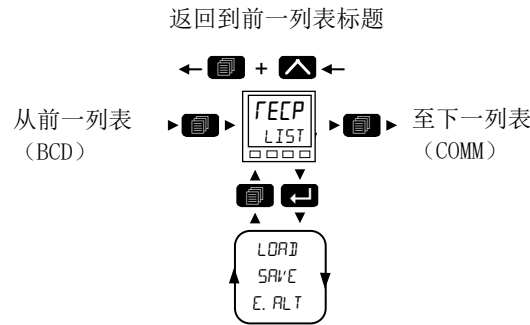 返回到前一列表标题
+
从前一列表
（BCD）
rECP
LIST
至下一列表
（COMM）
LOAD
SAVE
E. ALT